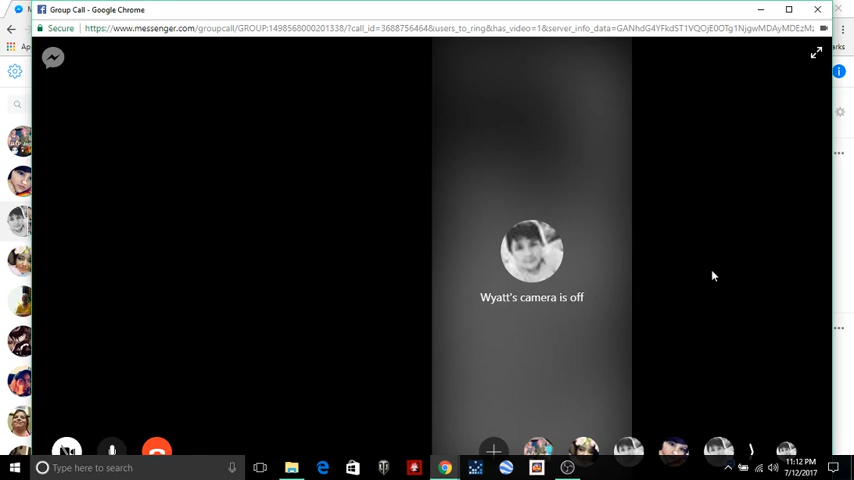 Group Call - Google Chrome
Secure
https://www.messenger.com/groupcall/GROUP:1498568000201338/?call_id=3688756464&users_to_ring&has_video=1&server_info_data=
Wyatt's camera is off
Type here to search
11:12 PM
7/12/2017